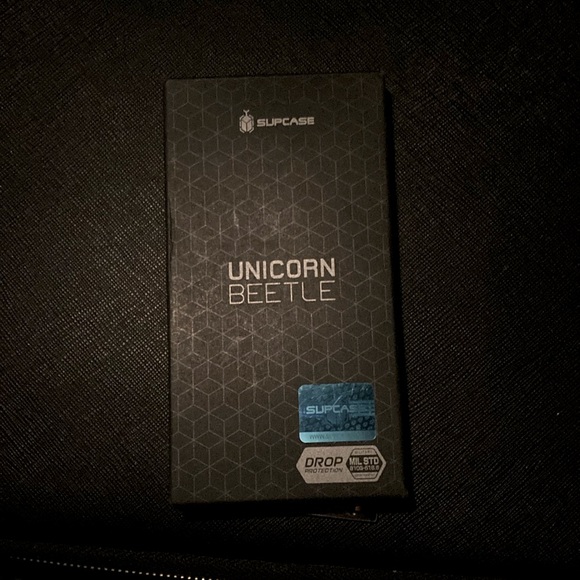 SUPCASE
UNICORN
BEETLE
SUPCASE
DROP
PROTECTION
MIL STD